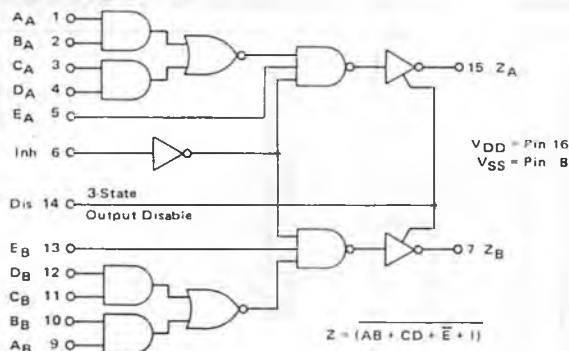 A_A 1
B_A 2
C_A 3
D_A 4
E_A 5
Inh 6
15 Z_A
V_DD = Pin 16
V_SS = Pin 8
Dis 14 3-State
Output Disable
E_B 13
D_B 12
C_B 11
B_B 10
A_B 9
7 Z_B
Z = \overline{(AB + CD + \overline{E} + I)}